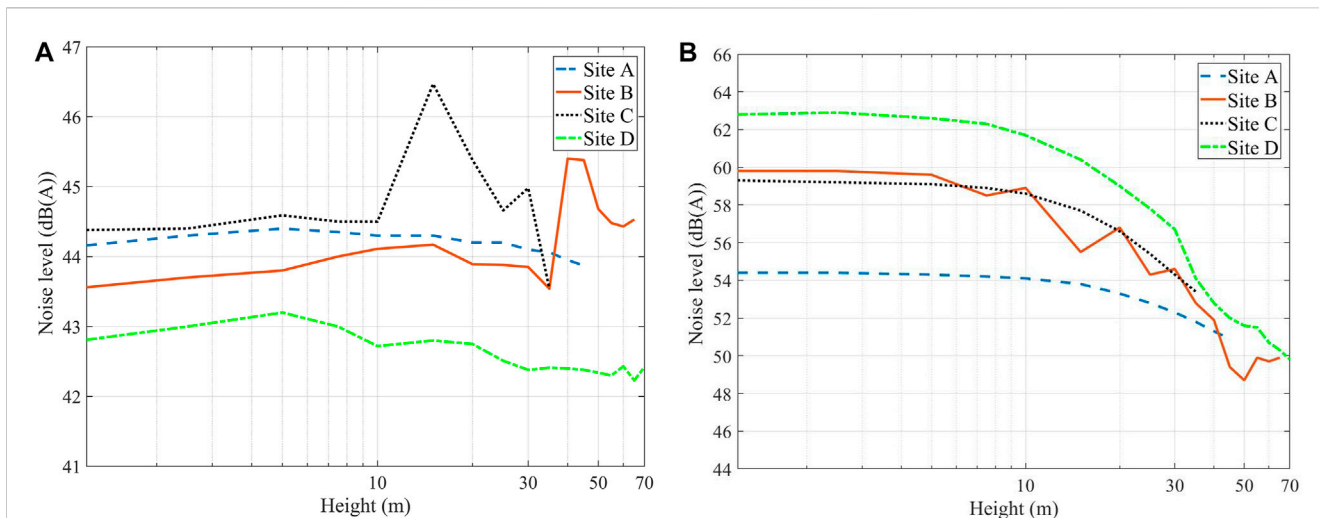 A
47
46
45
44
43
42
41
Noise level (dB(A))
10
30
50
70
Height (m)
Site A
Site B
Site C
Site D
B
66
64
62
60
58
56
54
52
50
48
46
44
Noise level (dB(A))
10
30
50
70
Height (m)
Site A
Site B
Site C
Site D